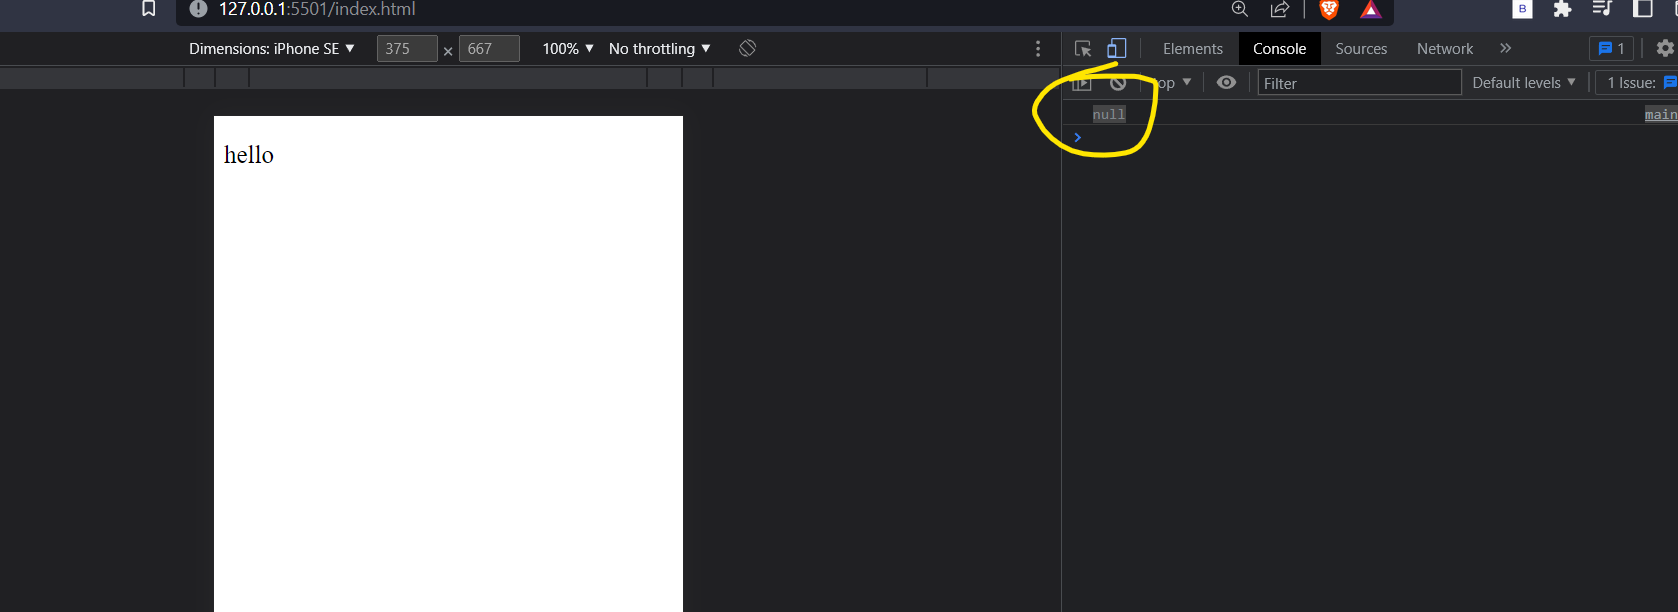 127.0.0.1:5501/index.html
B
Dimensions: iPhone SE ▼ 375 × 667 100% ▼ No throttling ▼
Elements Console Sources Network » 1
top ▼ Filter Default levels ▼ 1 Issue:
hello
null main
>